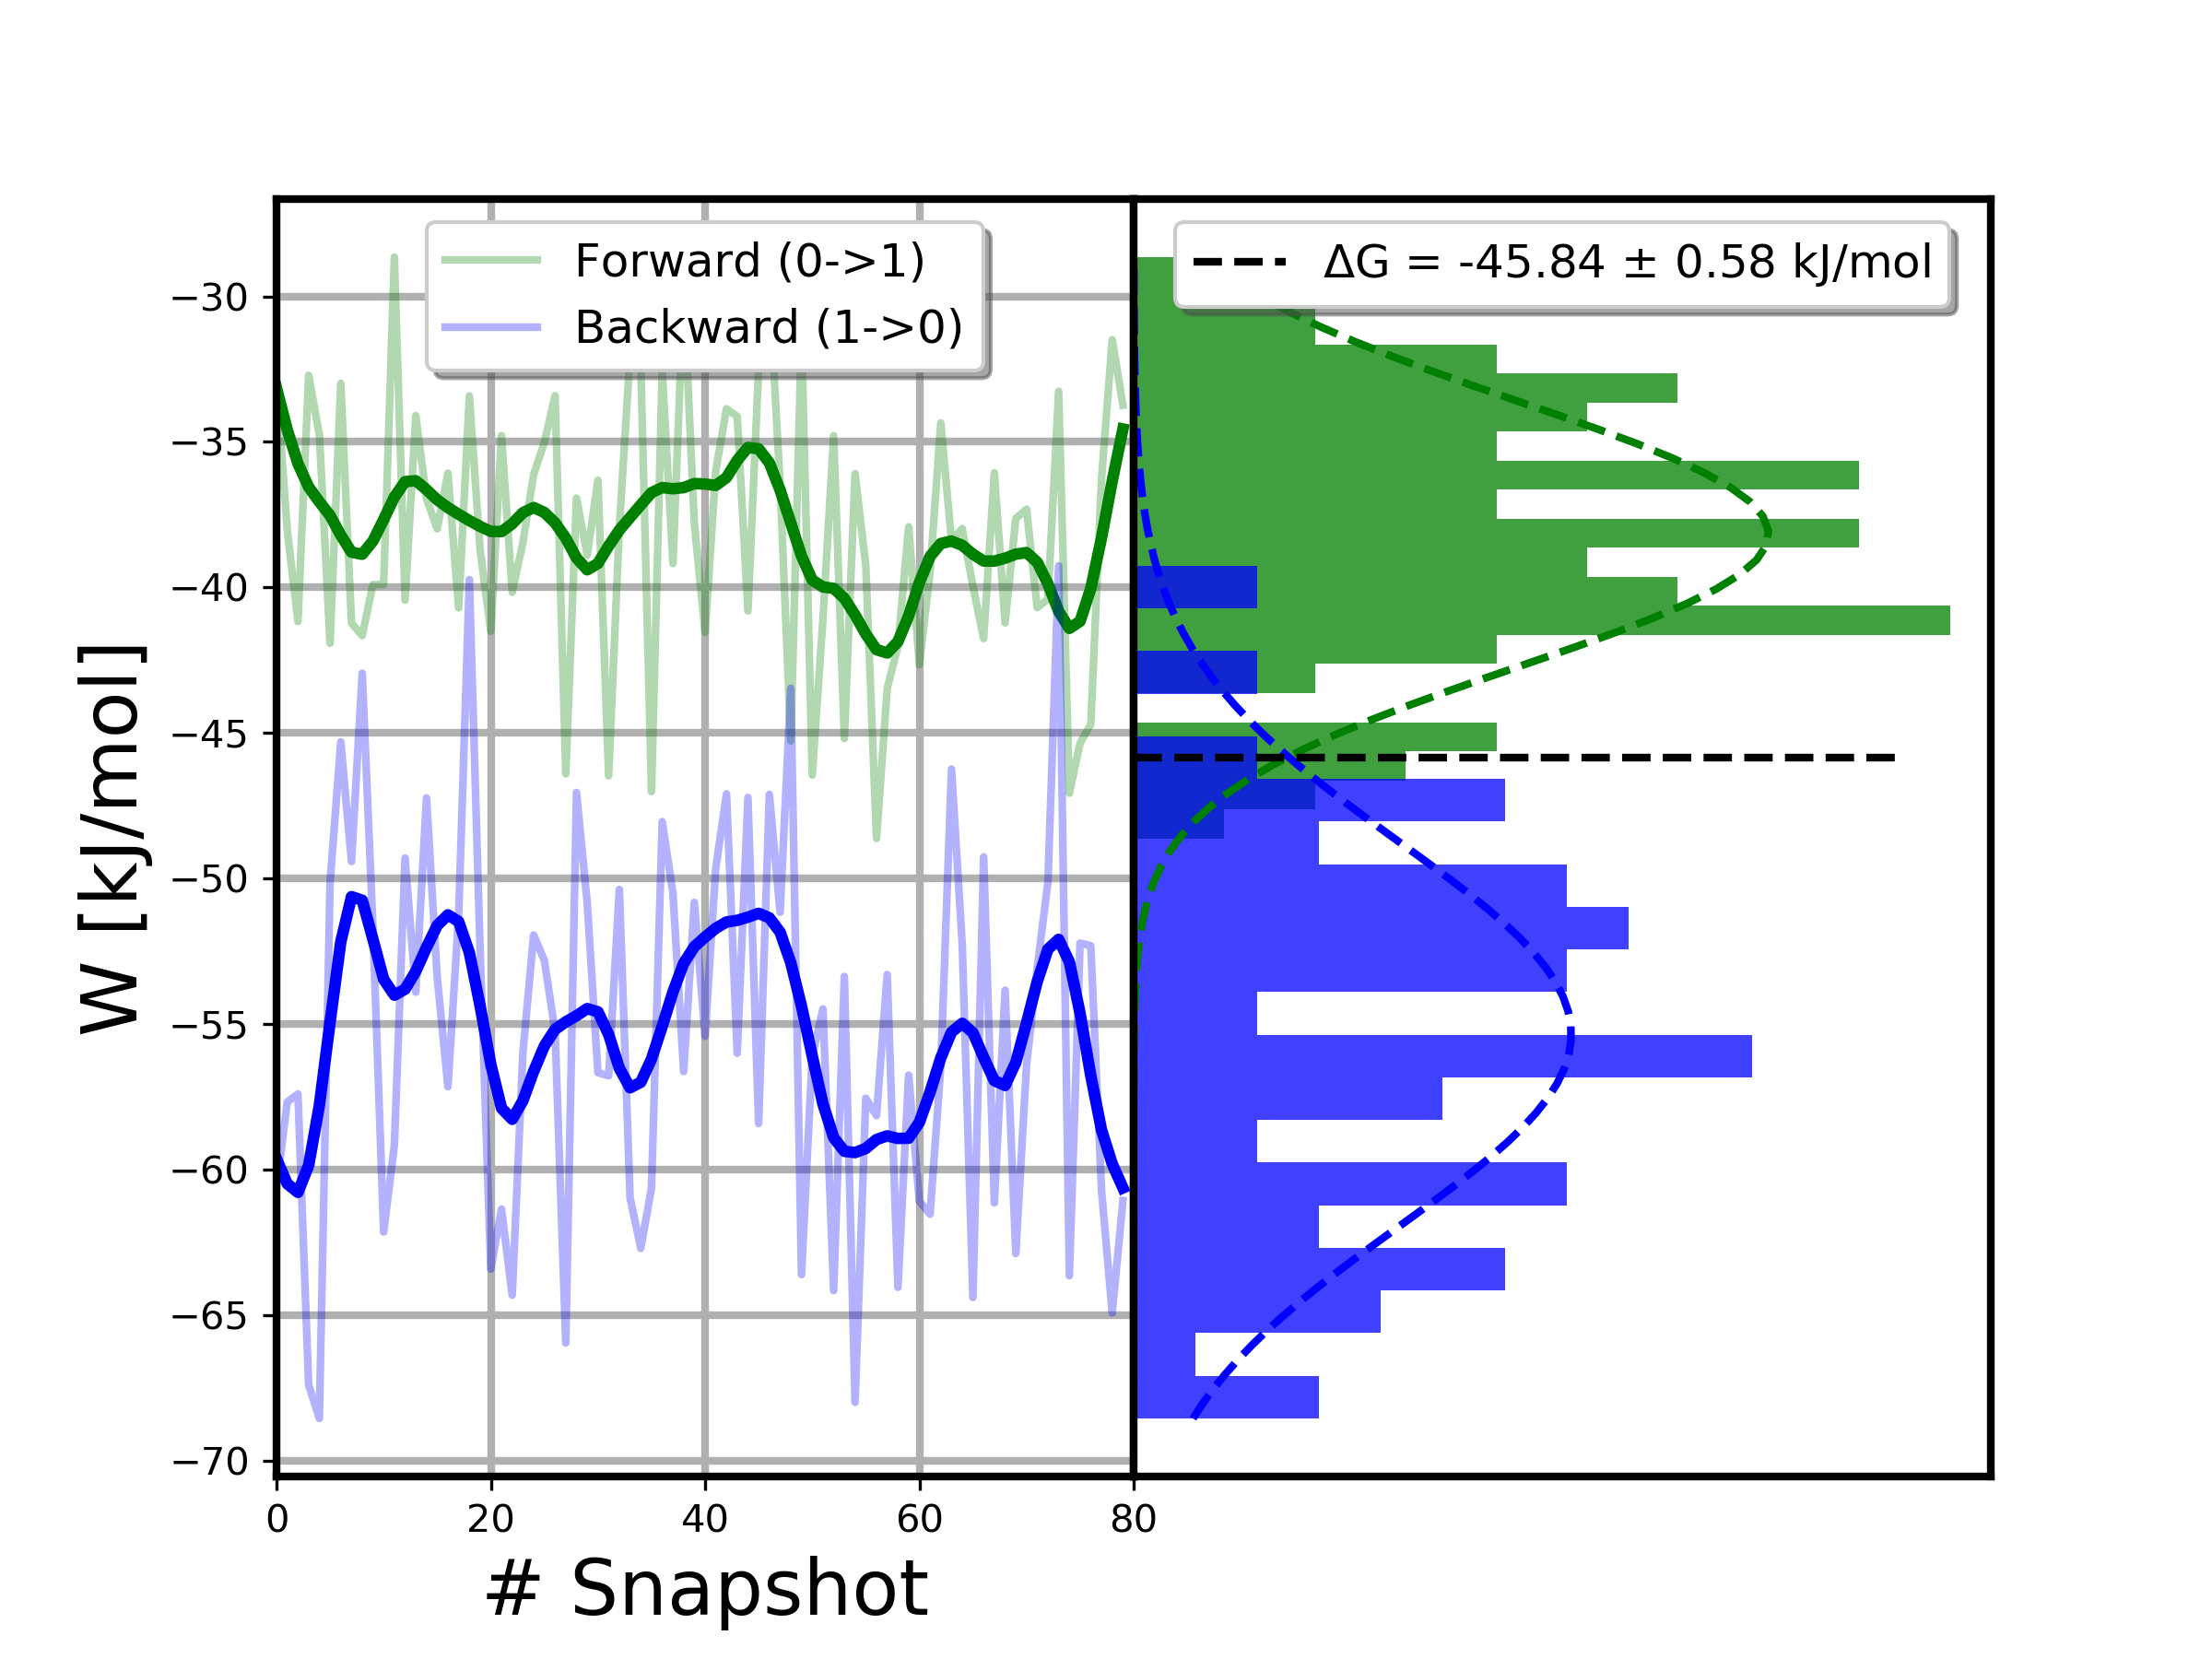 Forward (0->1)
Backward (1->0)
ΔG = -45.84 ± 0.58 kJ/mol
−30
−35
−40
−45
−50
−55
−60
−65
−70
W [kJ/mol]
0 20 40 60 80
# Snapshot